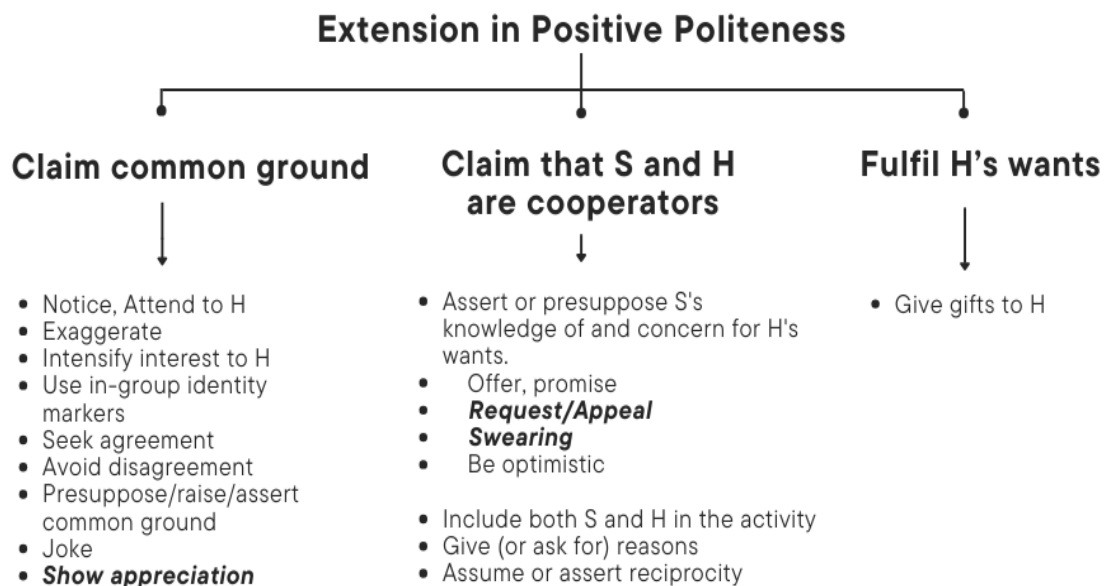 Extension in Positive Politeness
Claim common ground
• Notice, Attend to H
• Exaggerate
• Intensify interest to H
• Use in-group identity
markers
• Seek agreement
• Avoid disagreement
• Presuppose/raise/assert
common ground
• Joke
• Show appreciation
Claim that S and H
are cooperators
• Assert or presuppose S's
knowledge of and concern for H's
wants.
• Offer, promise
• Request/Appeal
• Swearing
• Be optimistic
• Include both S and H in the activity
• Give (or ask for) reasons
• Assume or assert reciprocity
Fulfil H’s wants
• Give gifts to H